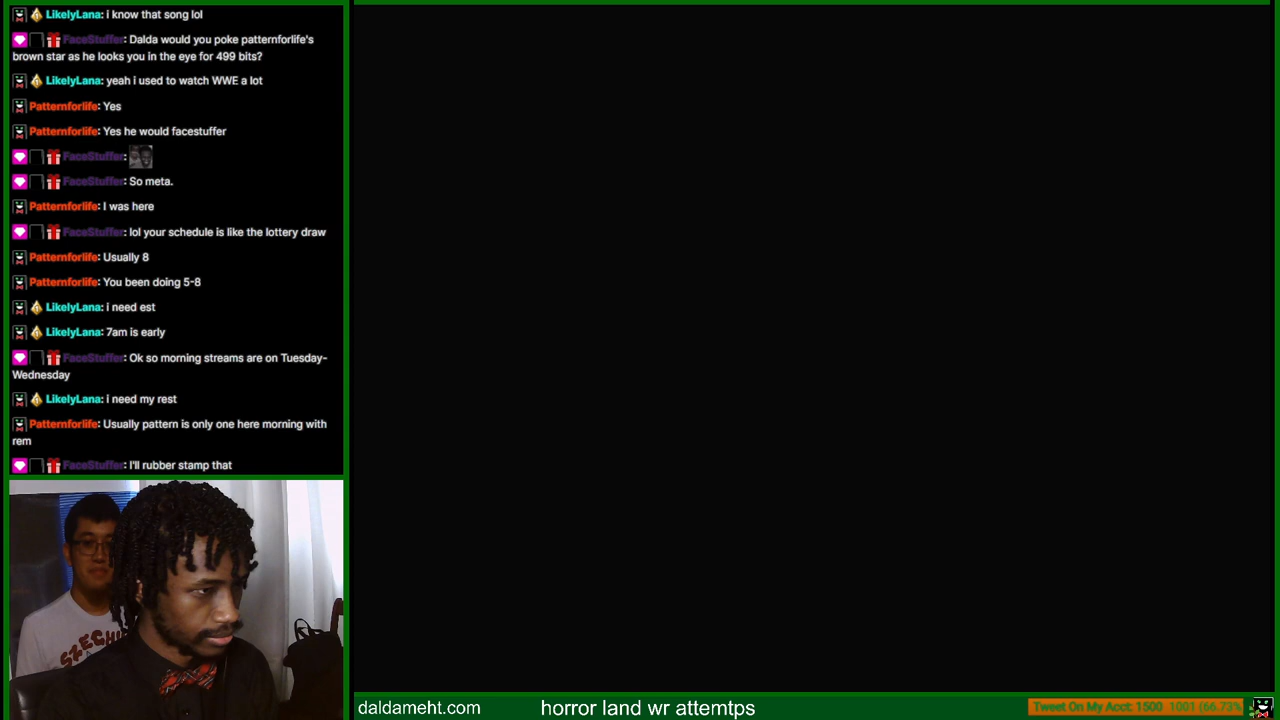 LikelyLana: i know that song lol
FaceStuffer: Dalda would you poke patternforlife's
brown star as he looks you in the eye for 499 bits?
LikelyLana: yeah i used to watch WWE a lot
Patternforlife: Yes
Patternforlife: Yes he would facestuffer
FaceStuffer:
FaceStuffer: So meta.
Patternforlife: I was here
FaceStuffer: lol your schedule is like the lottery draw
Patternforlife: Usually 8
Patternforlife: You been doing 5-8
LikelyLana: i need est
LikelyLana: 7am is early
FaceStuffer: Ok so morning streams are on Tuesday-
Wednesday
LikelyLana: i need my rest
Patternforlife: Usually pattern is only one here morning with
rem
FaceStuffer: I'll rubber stamp that
daldameht.com
horror land wr attemtps
Tweet On My Acct: 1500 1001 (66.73%